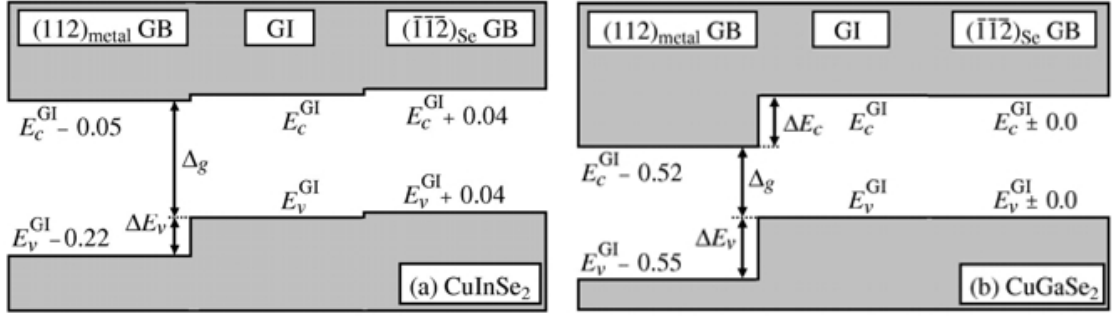 (112)metal GB GI (1̅1̅2̅)Se GB
E_c^GI − 0.05 E_c^GI E_c^GI + 0.04
Δg
E_v^GI − 0.22 ΔEv E_v^GI E_v^GI + 0.04
(a) CuInSe2
(112)metal GB GI (1̅1̅2̅)Se GB
E_c^GI − 0.52 ΔEc E_c^GI E_c^GI ± 0.0
Δg
E_v^GI − 0.55 ΔEv E_v^GI E_v^GI ± 0.0
(b) CuGaSe2